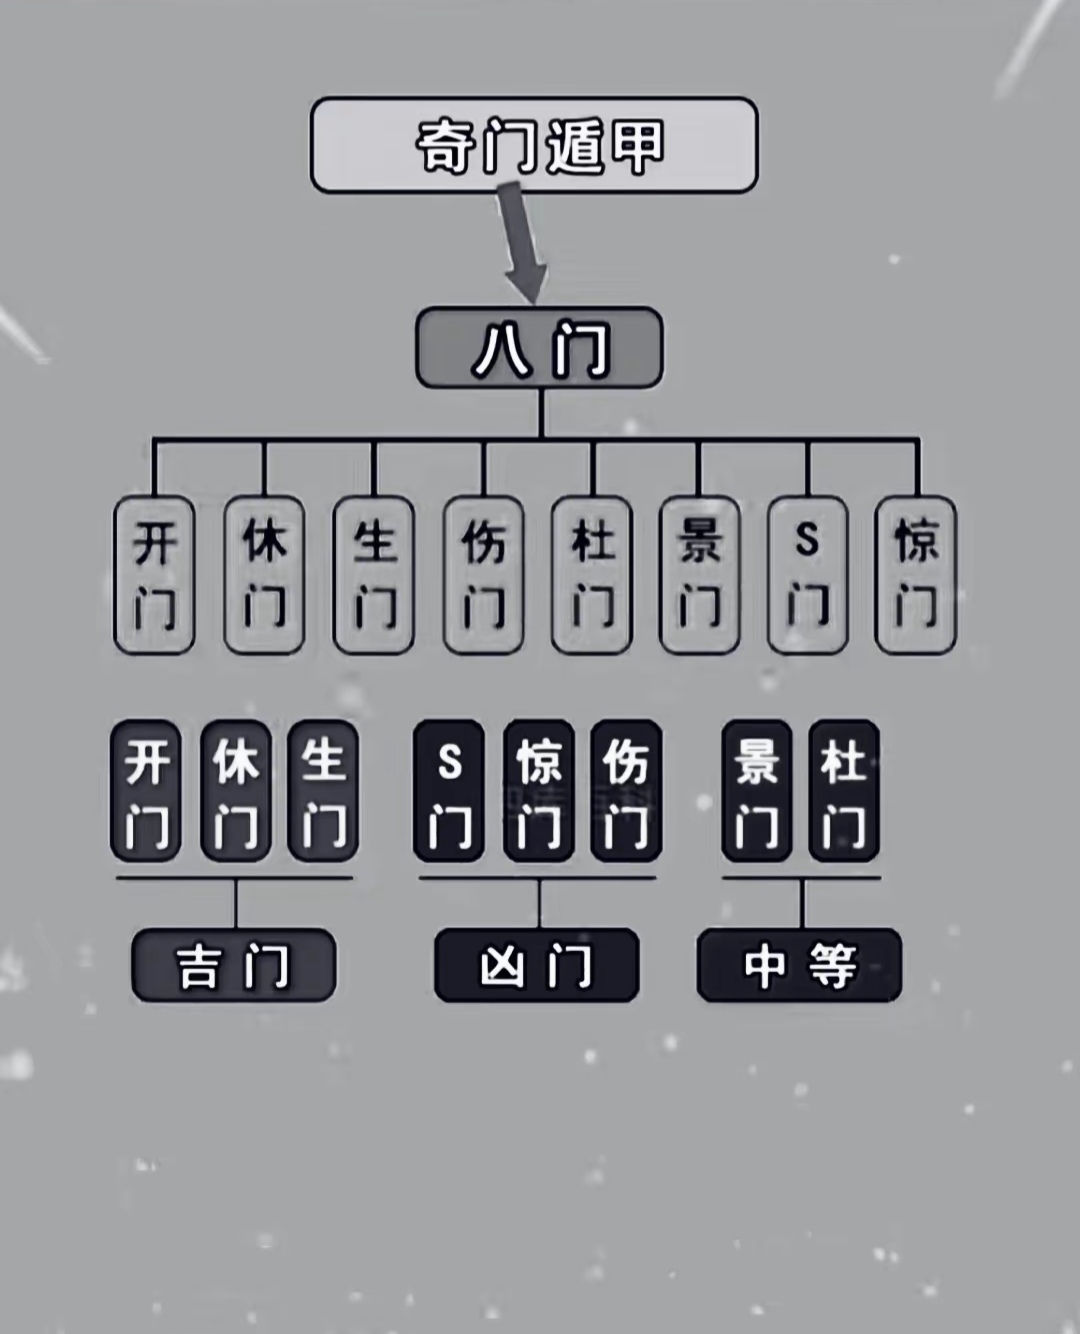 奇门遁甲
八门
开门 休门 生门 伤门 杜门 景门 S门 惊门
开门 休门 生门 S门 惊门 伤门 景门 杜门
吉门 凶门 中等